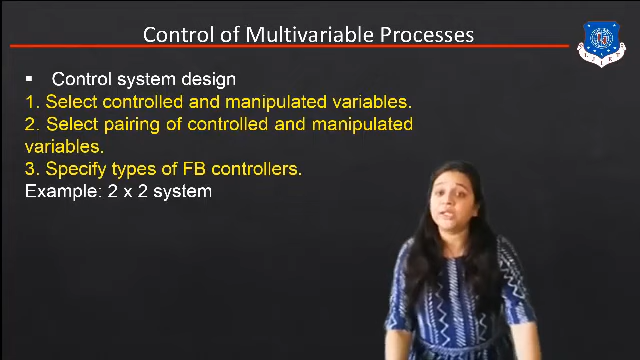 Control of Multivariable Processes
▪ Control system design
1. Select controlled and manipulated variables.
2. Select pairing of controlled and manipulated
variables.
3. Specify types of FB controllers.
Example: 2 x 2 system